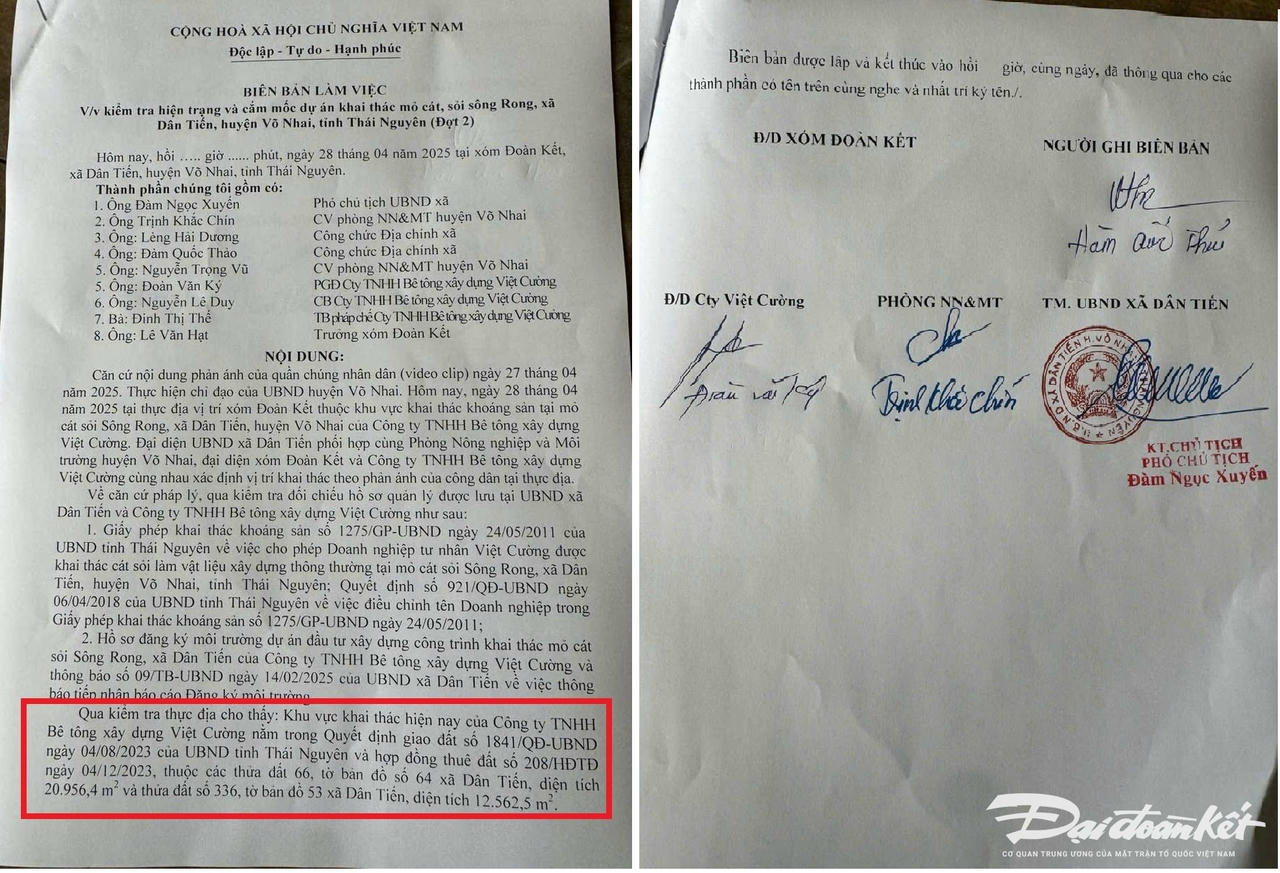 CỘNG HOÀ XÃ HỘI CHỦ NGHĨA VIỆT NAM
Độc lập - Tự do - Hạnh phúc
BIÊN BẢN LÀM VIỆC
V/v kiểm tra hiện trạng và cắm mốc dự án khai thác mỏ cát, sỏi sông Rong, xã
Dân Tiến, huyện Võ Nhai, tỉnh Thái Nguyên (Đợt 2)
Hôm nay, hồi ..... giờ ...... phút, ngày 28 tháng 04 năm 2025 tại xóm Đoàn Kết,
xã Dân Tiến, huyện Võ Nhai, tỉnh Thái Nguyên.
Thành phần chúng tôi gồm có:
1. Ông Đàm Ngọc Xuyến Phó chủ tịch UBND xã
2. Ông Trịnh Khắc Chín CV phòng NN&MT huyện Võ Nhai
3. Ông: Lèng Hải Dương Công chức Địa chính xã
4. Ông: Đàm Quốc Thảo Công chức Địa chính xã
5. Ông: Nguyễn Trọng Vũ CV phòng NN&MT huyện Võ Nhai
5. Ông: Đoàn Văn Ký PGĐ Cty TNHH Bê tông xây dựng Việt Cường
6. Ông: Nguyễn Lê Duy CB Cty TNHH Bê tông xây dựng Việt Cường
7. Bà: Đinh Thị Thế TB pháp chế Cty TNHH Bê tông xây dựng Việt Cường
8. Ông: Lê Văn Hạt Trưởng xóm Đoàn Kết
NỘI DUNG:
Căn cứ nội dung phản ánh của quần chúng nhân dân (video clip) ngày 27 tháng 04
năm 2025. Thực hiện chỉ đạo của UBND huyện Võ Nhai. Hôm nay, ngày 28 tháng 04
năm 2025 tại thực địa vị trí xóm Đoàn Kết thuộc khu vực khai thác khoáng sản tại mỏ
cát sỏi Sông Rong, xã Dân Tiến, huyện Võ Nhai của Công ty TNHH Bê tông xây dựng
Việt Cường. Đại diện UBND xã Dân Tiến phối hợp cùng Phòng Nông nghiệp và Môi
trường huyện Võ Nhai, đại diện xóm Đoàn Kết và Công ty TNHH Bê tông xây dựng
Việt Cường cùng nhau xác định vị trí khai thác theo phản ánh của công dân tại thực địa.
Về căn cứ pháp lý, qua kiểm tra đối chiếu hồ sơ quản lý được lưu tại UBND xã
Dân Tiến và Công ty TNHH Bê tông xây dựng Việt Cường như sau:
1. Giấy phép khai thác khoáng sản số 1275/GP-UBND ngày 24/05/2011 của
UBND tỉnh Thái Nguyên về việc cho phép Doanh nghiệp tư nhân Việt Cường được
khai thác cát sỏi làm vật liệu xây dựng thông thường tại mỏ cát sỏi Sông Rong, xã Dân
Tiến, huyện Võ Nhai, tỉnh Thái Nguyên; Quyết định số 921/QĐ-UBND ngày
06/04/2018 của UBND tỉnh Thái Nguyên về việc điều chỉnh tên Doanh nghiệp trong
Giấy phép khai thác khoáng sản số 1275/GP-UBND ngày 24/05/2011;
2. Hồ sơ đăng ký môi trường dự án đầu tư xây dựng công trình khai thác mỏ cát
sỏi Sông Rong, xã Dân Tiến của Công ty TNHH Bê tông xây dựng Việt Cường và
thông báo số 09/TB-UBND ngày 14/02/2025 của UBND xã Dân Tiến về việc thông
báo tiếp nhận báo cáo Đăng ký môi trường.
Qua kiểm tra thực địa cho thấy: Khu vực khai thác hiện nay của Công ty TNHH
Bê tông xây dựng Việt Cường nằm trong Quyết định giao đất số 1841/QĐ-UBND
ngày 04/08/2023 của UBND tỉnh Thái Nguyên và hợp đồng thuê đất số 208/HĐTĐ
ngày 04/12/2023, thuộc các thửa đất 66, tờ bản đồ số 64 xã Dân Tiến, diện tích
20.956,4 m² và thửa đất số 336, tờ bản đồ 53 xã Dân Tiến, diện tích 12.562,5 m².
Biên bản được lập và kết thúc vào hồi giờ, cùng ngày, đã thông qua cho các
thành phần có tên trên cùng nghe và nhất trí ký tên./.
Đ/D XÓM ĐOÀN KẾT NGƯỜI GHI BIÊN BẢN
Đ/D Cty Việt Cường PHÒNG NN&MT TM. UBND XÃ DÂN TIẾN
Trịnh Khắc Chín
U.B.N.D XÃ DÂN TIẾN H.VÕ NHAI
KT.CHỦ TỊCH
PHÓ CHỦ TỊCH
Đàm Ngọc Xuyến
Đại đoàn kết
CƠ QUAN TRUNG ƯƠNG CỦA MẶT TRẬN TỔ QUỐC VIỆT NAM